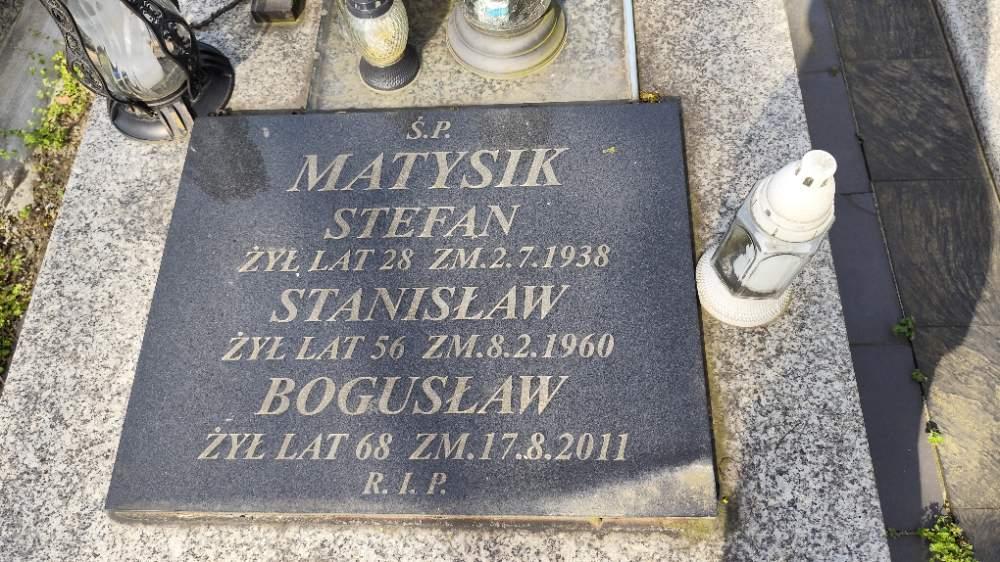 Ś.P.
MATYSIK
STEFAN
ŻYŁ LAT 28 ZM.2.7.1938
STANISŁAW
ŻYŁ LAT 56 ZM.8.2.1960
BOGUSŁAW
ŻYŁ LAT 68 ZM.17.8.2011
R. I. P.